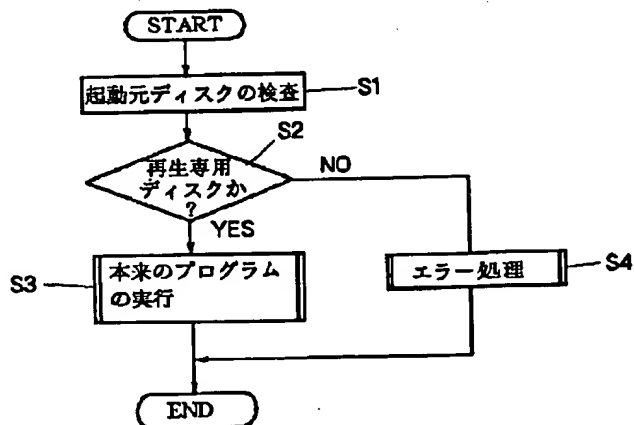 START
起動元ディスクの検査
S1
S2
再生専用
ディスクか
?
NO
YES
S3
本来のプログラム
の実行
エラー処理
S4
END